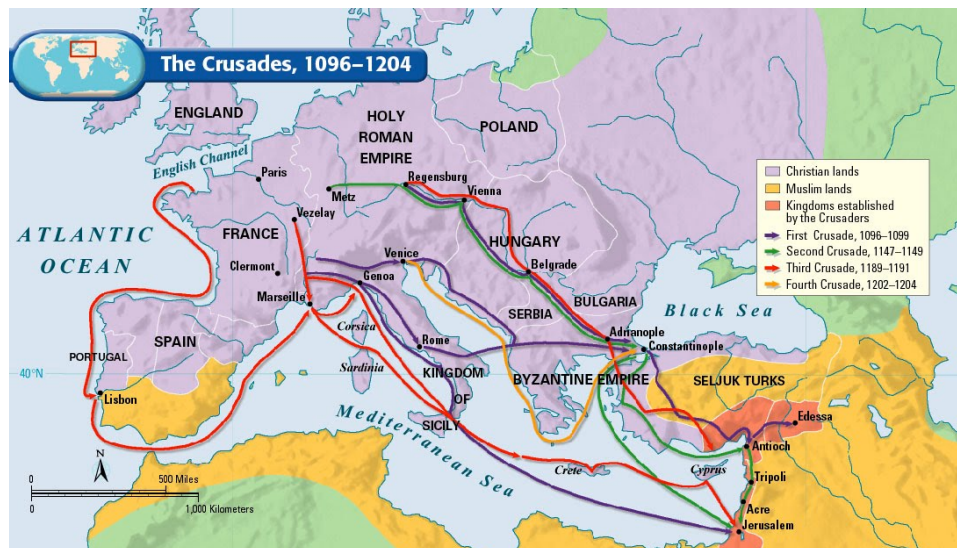 The Crusades, 1096–1204
ENGLAND
HOLY
ROMAN
EMPIRE
POLAND
English Channel
Paris
Metz
Regensburg
Vienna
Vezelay
ATLANTIC
OCEAN
FRANCE
Clermont
HUNGARY
Venice
Genoa
Belgrade
Marseille
BULGARIA
Black Sea
SERBIA
Corsica
Adrianople
Constantinople
Rome
PORTUGAL
SPAIN
Sardinia
40°N
KINGDOM
OF
SICILY
BYZANTINE EMPIRE
SELJUK TURKS
Lisbon
Edessa
Mediterranean Sea
Antioch
Crete
Cyprus
Tripoli
Acre
Jerusalem
N
0 500 Miles
0 1,000 Kilometers
Christian lands
Muslim lands
Kingdoms established
by the Crusaders
First Crusade, 1096–1099
Second Crusade, 1147–1149
Third Crusade, 1189–1191
Fourth Crusade, 1202–1204